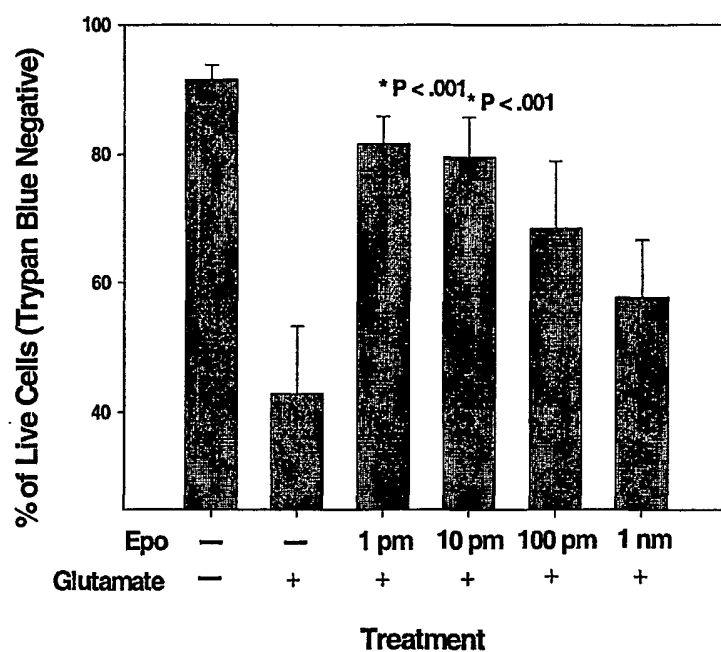 100
* P < .001
* P < .001
80
60
40
% of Live Cells (Trypan Blue Negative)
Epo — — 1 pm 10 pm 100 pm 1 nm
Glutamate — + + + + +
Treatment